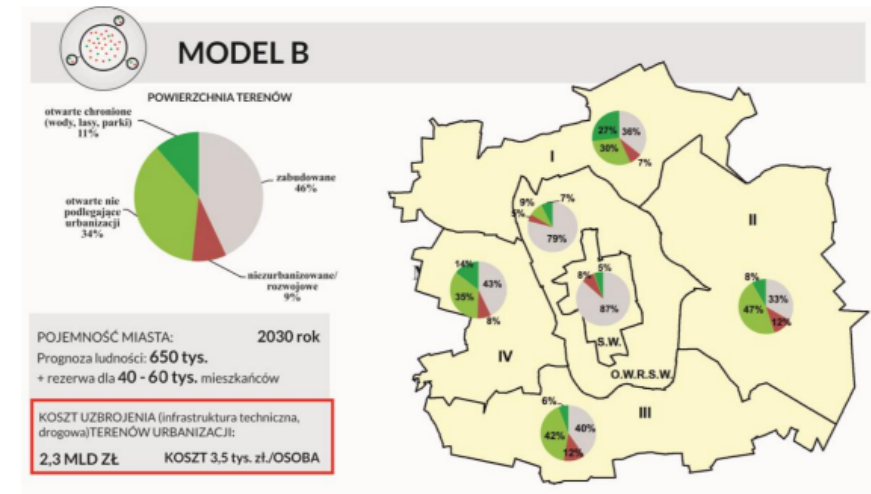 MODEL B
POWIERZCHNIA TERENÓW
otwarte chronione
(wody, lasy, parki)
11%
zabudowane
46%
otwarte nie
podlegające
urbanizacji
34%
niezurbanizowane/
rozwojowe
9%
POJEMNOŚĆ MIASTA: 2030 rok
Prognoza ludności: 650 tys.
+ rezerwa dla 40 - 60 tys. mieszkańców
KOSZT UZBROJENIA (infrastruktura techniczna,
drogowa)TERENÓW URBANIZACJI:
2,3 MLD ZŁ KOSZT 3,5 tys. zł./OSOBA
27% 36%
30%
7%
I
9% 7%
5%
79%
II
8%
33%
47%
12%
14%
43%
35%
8%
5%
8%
87%
S.W.
IV
O.W.R.S.W.
III
6%
40%
42%
12%